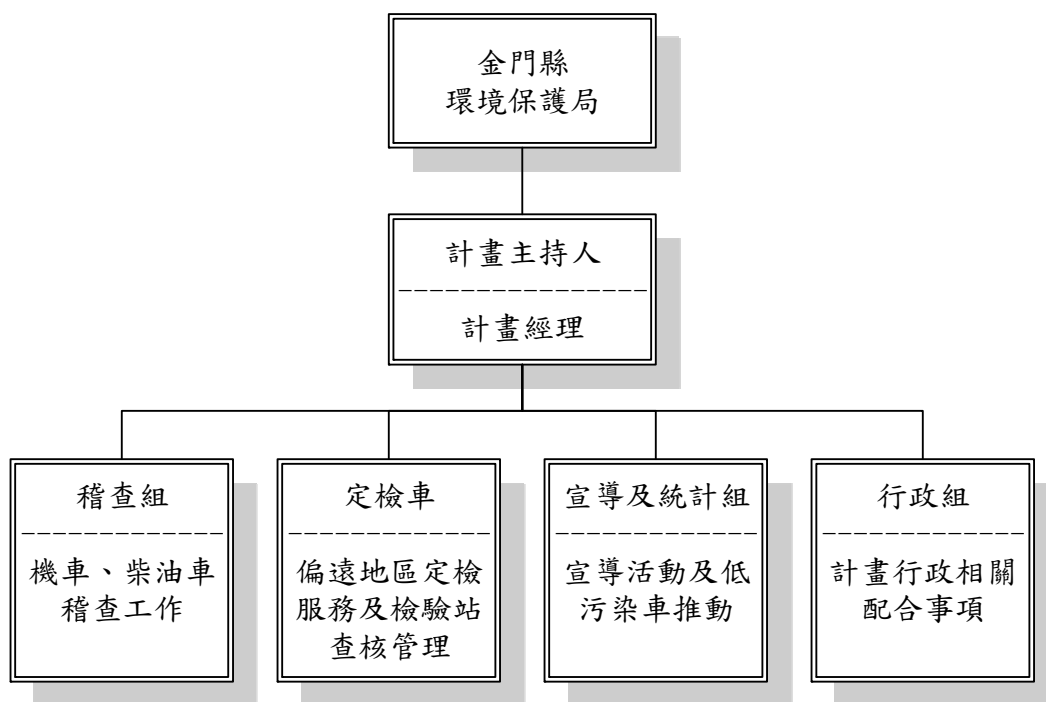 金門縣
環境保護局
計畫主持人
計畫經理
稽查組
機車、柴油車
稽查工作
定檢車
偏遠地區定檢
服務及檢驗站
查核管理
宣導及統計組
宣導活動及低
污染車推動
行政組
計畫行政相關
配合事項